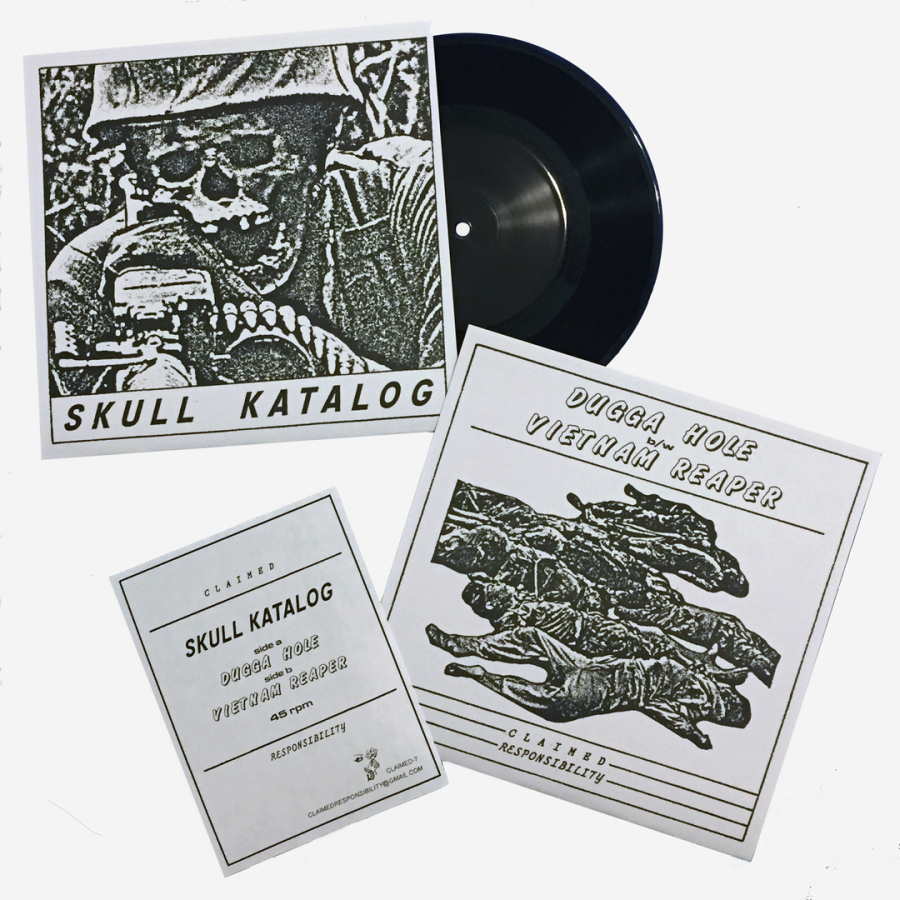 SKULL KATALOG
DUGGA HOLE
b/w
VIETNAM REAPER
CLAIMED
RESPONSIBILITY
CLAIMED
SKULL KATALOG
side a
DUGGA HOLE
side b
VIETNAM REAPER
45 rpm
RESPONSIBILITY
CLAIMED-7
CLAIMEDRESPONSIBILITY@GMAIL.COM